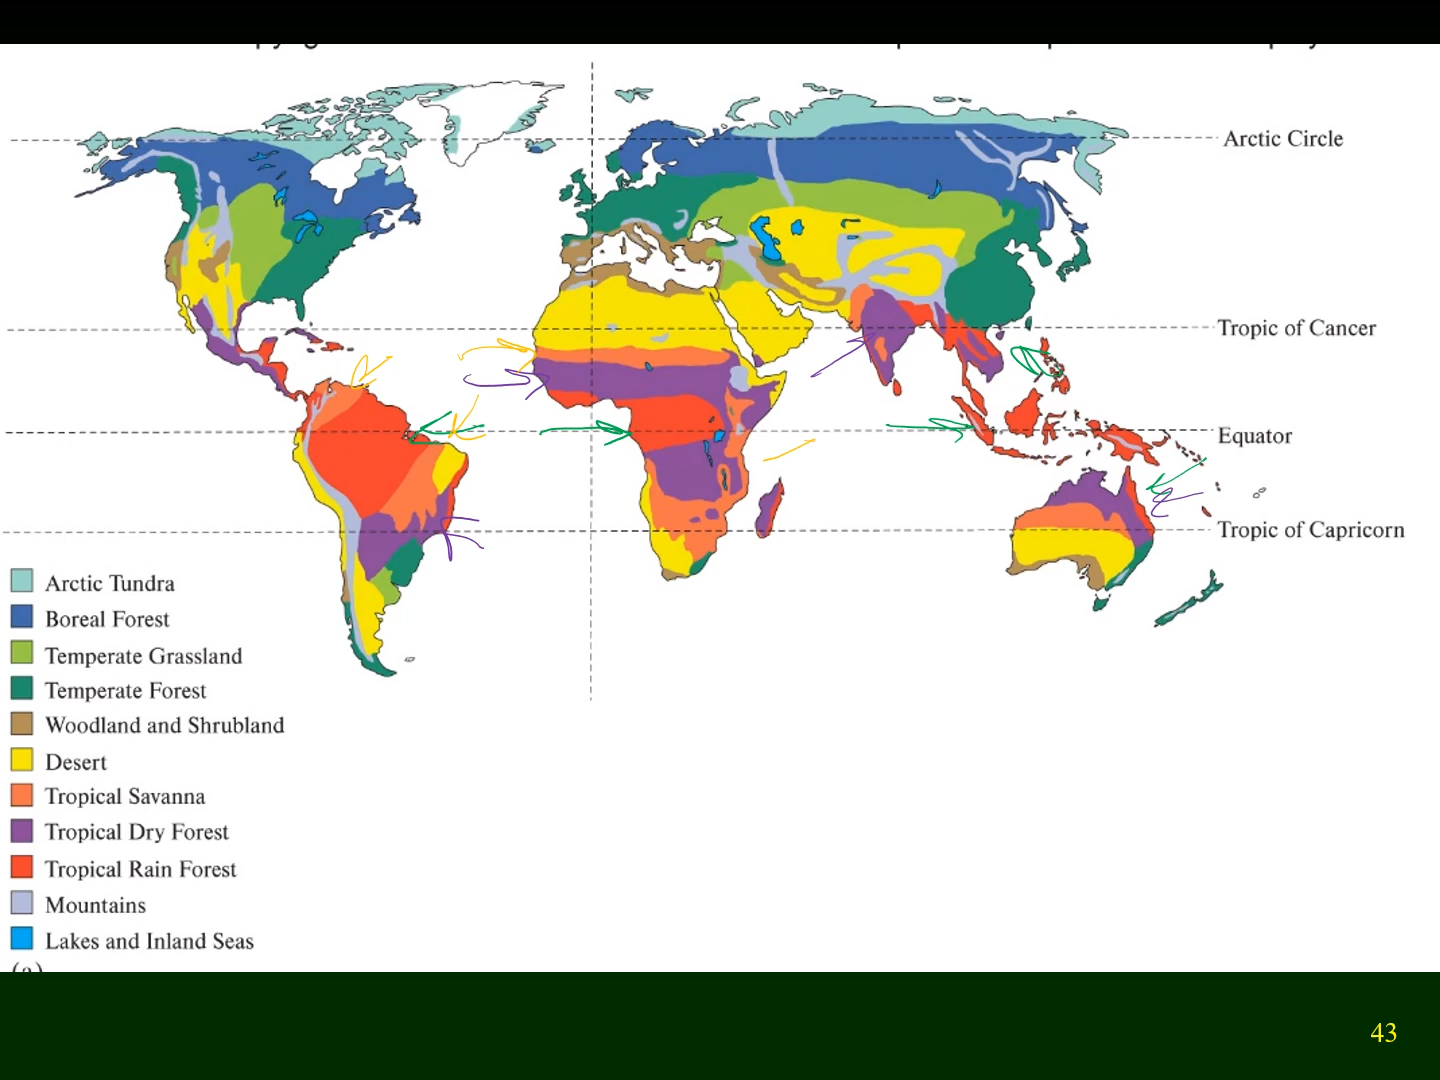 Arctic Circle
Tropic of Cancer
Equator
Tropic of Capricorn
Arctic Tundra
Boreal Forest
Temperate Grassland
Temperate Forest
Woodland and Shrubland
Desert
Tropical Savanna
Tropical Dry Forest
Tropical Rain Forest
Mountains
Lakes and Inland Seas
(a)
43